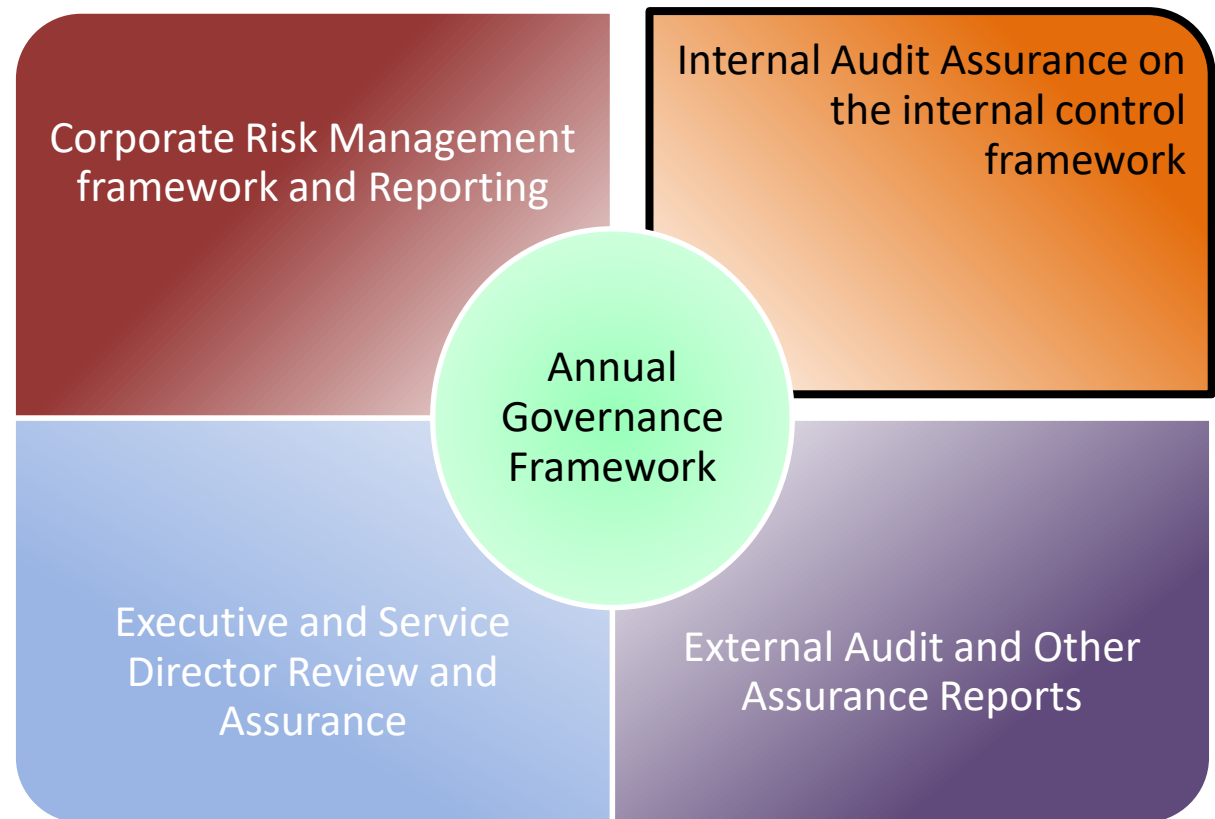 Corporate Risk Management
framework and Reporting
Internal Audit Assurance on
the internal control
framework
Annual
Governance
Framework
Executive and Service
Director Review and
Assurance
External Audit and Other
Assurance Reports